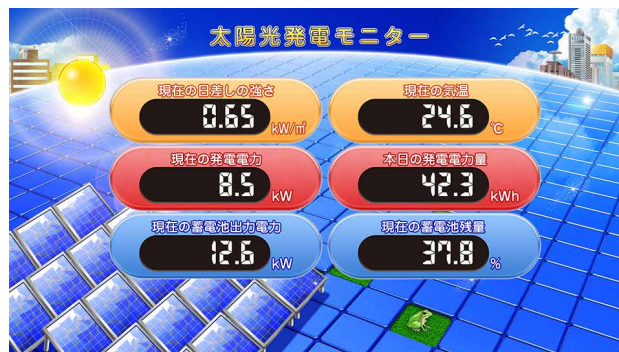 太陽光発電モニター
現在の日差しの強さ
0.65 kW/㎡
現在の気温
24.6 ℃
現在の発電電力
8.5 kW
本日の発電電力量
42.3 kWh
現在の蓄電池出力電力
12.6 kW
現在の蓄電池残量
37.8 %